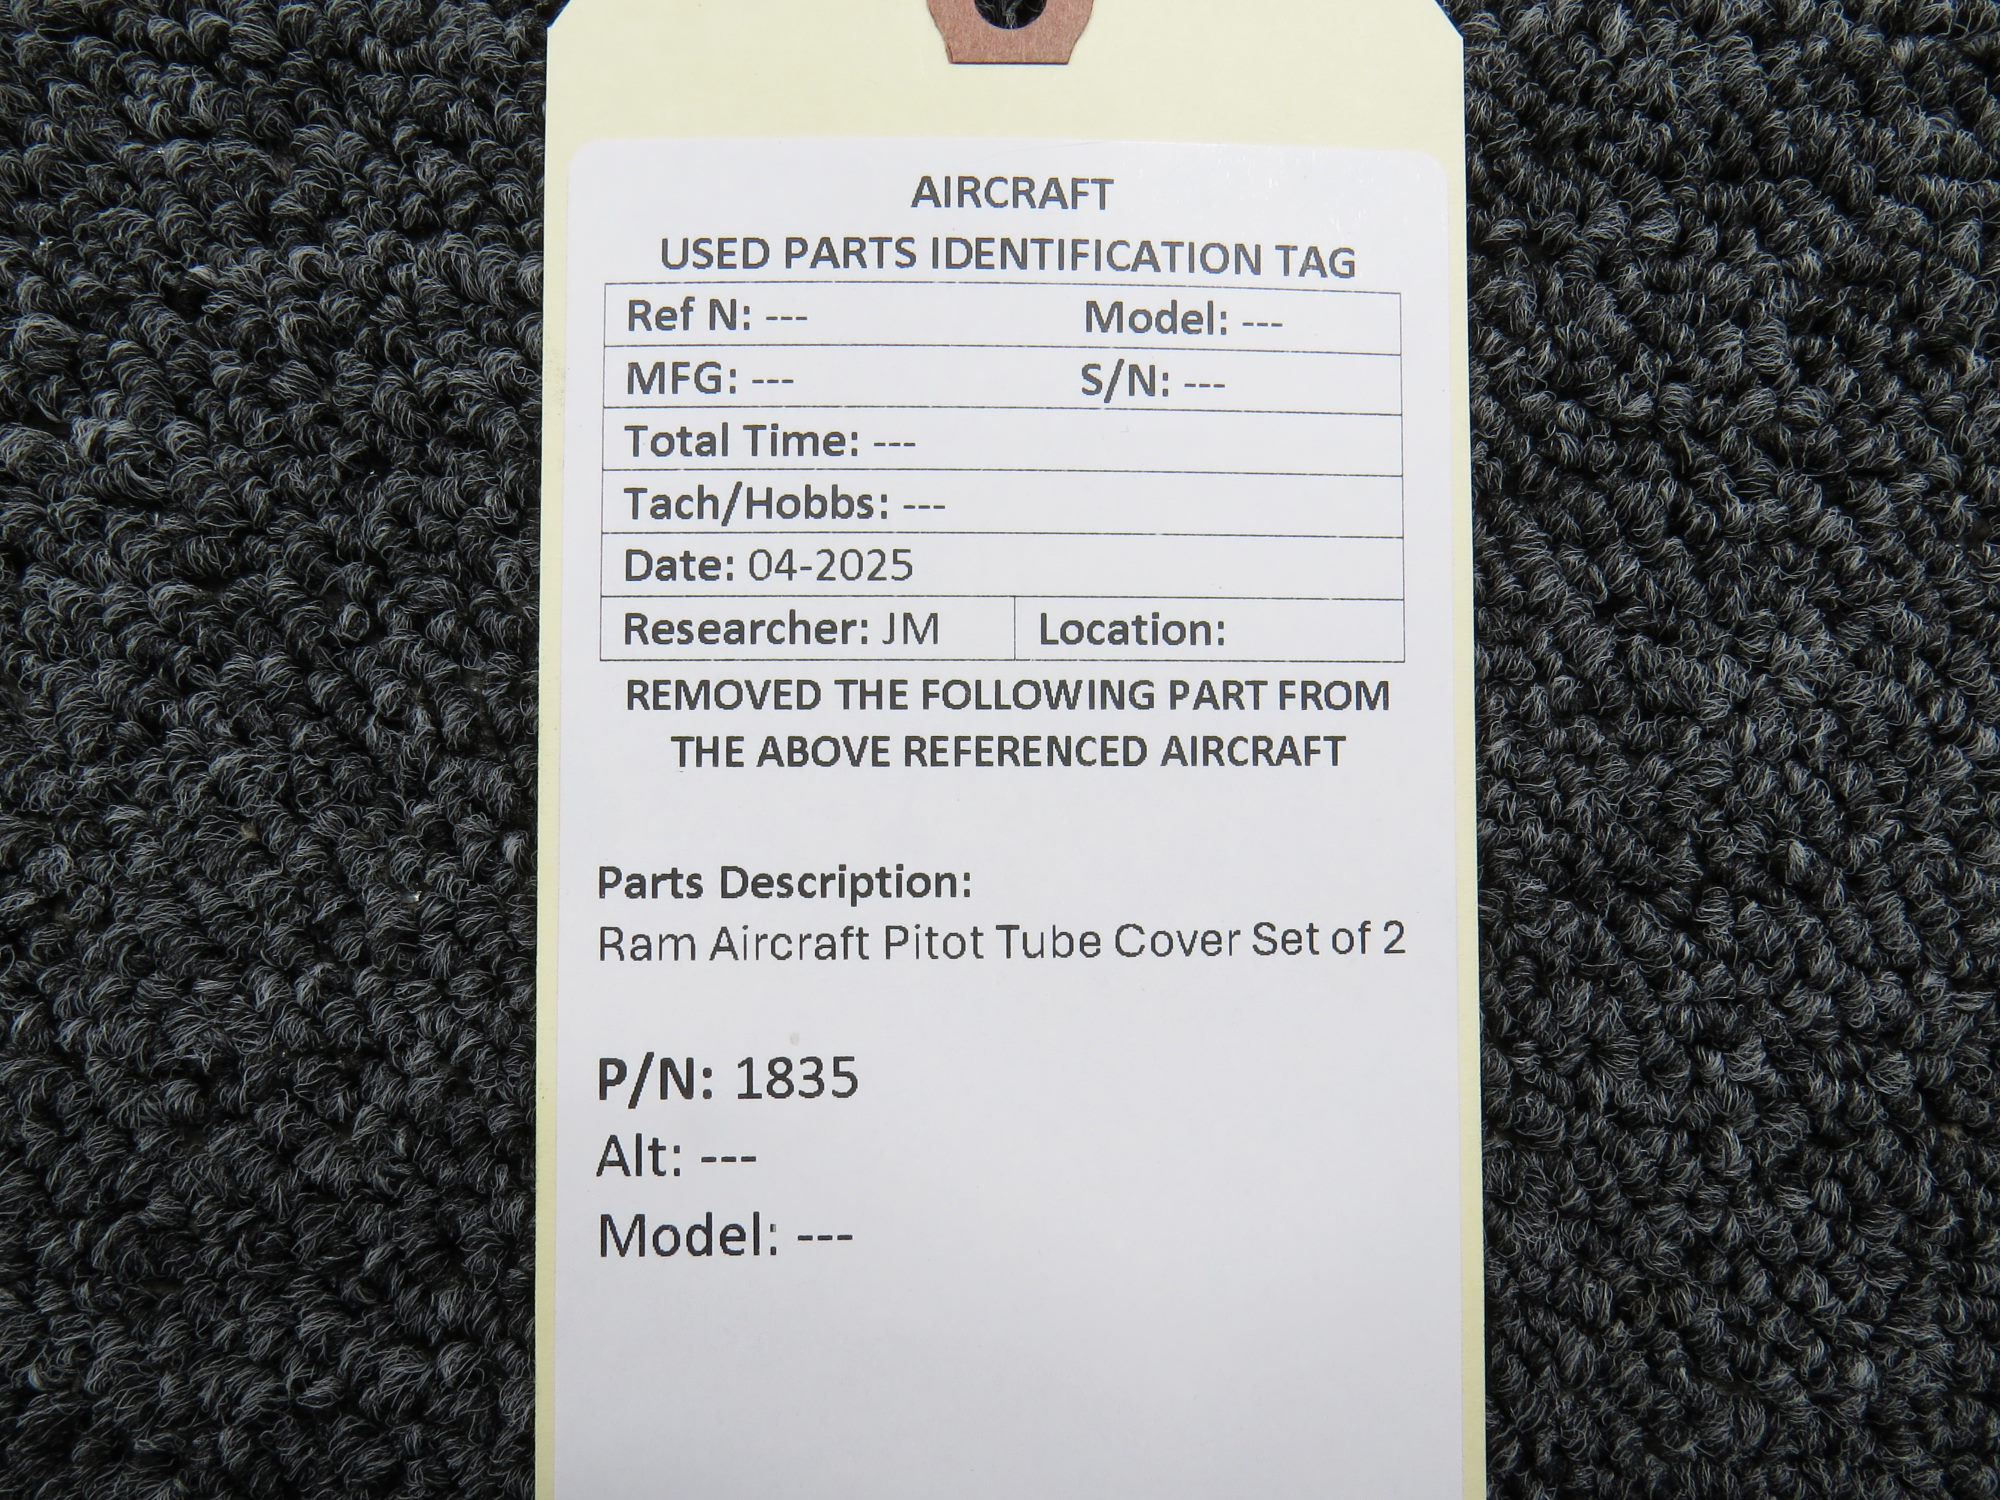 AIRCRAFT
USED PARTS IDENTIFICATION TAG
Ref N: --- Model: ---
MFG: --- S/N: ---
Total Time: ---
Tach/Hobbs: ---
Date: 04-2025
Researcher: JM Location:
REMOVED THE FOLLOWING PART FROM
THE ABOVE REFERENCED AIRCRAFT
Parts Description:
Ram Aircraft Pitot Tube Cover Set of 2
P/N: 1835
Alt: ---
Model: ---